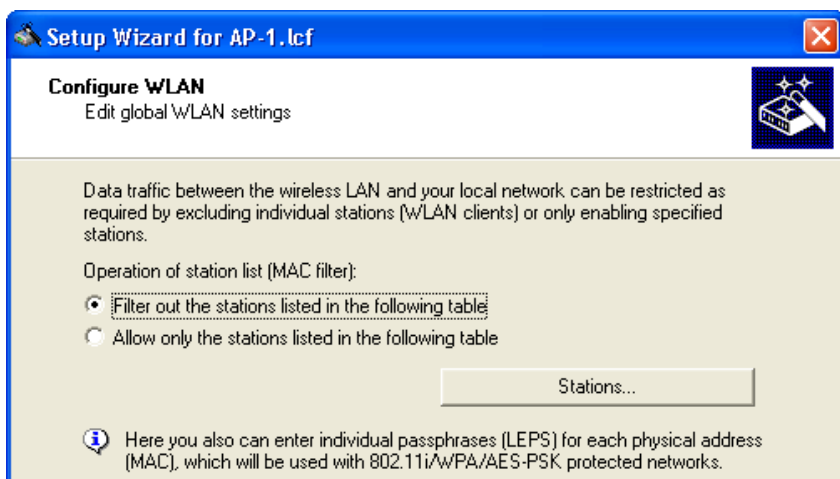 Setup Wizard for AP-1.lcf
Configure WLAN
Edit global WLAN settings
Data traffic between the wireless LAN and your local network can be restricted as
required by excluding individual stations (WLAN clients) or only enabling specified
stations.
Operation of station list (MAC filter):
Filter out the stations listed in the following table
Allow only the stations listed in the following table
Stations...
Here you also can enter individual passphrases (LEPS) for each physical address
(MAC), which will be used with 802.11i/WPA/AES-PSK protected networks.